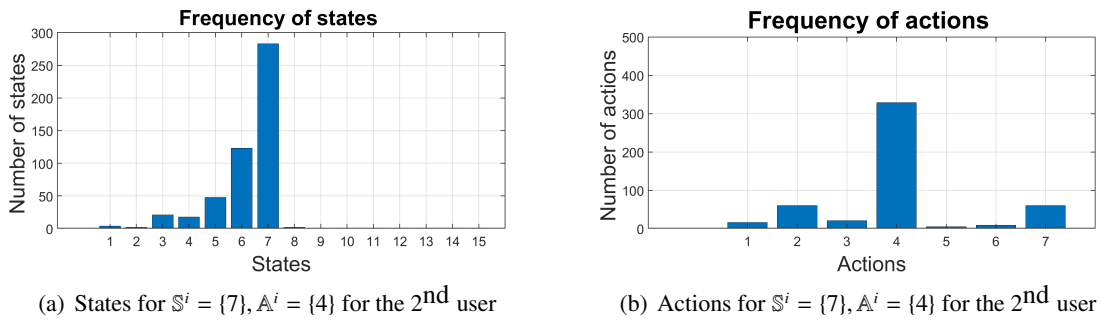 Frequency of states
300
250
200
150
100
50
0
Number of states
1 2 3 4 5 6 7 8 9 10 11 12 13 14 15
States
(a) States for 𝕊ⁱ = {7}, 𝔸ⁱ = {4} for the 2nd user
Frequency of actions
500
400
300
200
100
0
Number of actions
1 2 3 4 5 6 7
Actions
(b) Actions for 𝕊ⁱ = {7}, 𝔸ⁱ = {4} for the 2nd user